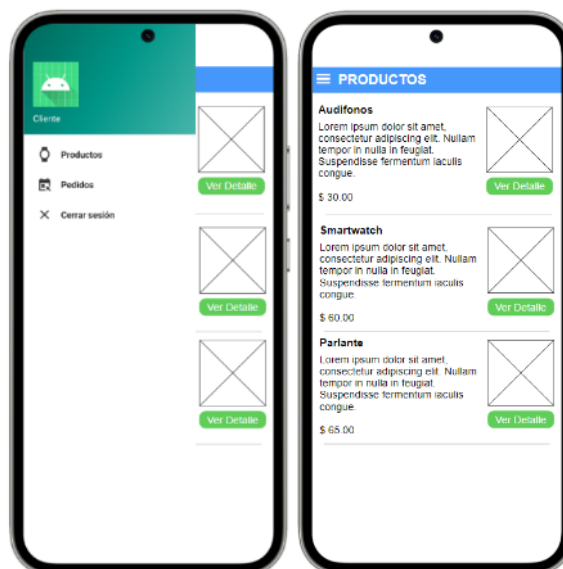 Cliente
Productos
Pedidos
Cerrar sesión
Ver Detalle
Ver Detalle
Ver Detalle
PRODUCTOS
Audifonos
Lorem ipsum dolor sit amet,
consectetur adipiscing elit. Nullam
tempor in nulla in feugiat.
Suspendisse fermentum iaculis
congue.
$ 30.00
Ver Detalle
Smartwatch
Lorem ipsum dolor sit amet,
consectetur adipiscing elit. Nullam
tempor in nulla in feugiat.
Suspendisse fermentum iaculis
congue.
$ 60.00
Ver Detalle
Parlante
Lorem ipsum dolor sit amet,
consectetur adipiscing elit. Nullam
tempor in nulla in feugiat.
Suspendisse fermentum iaculis
congue.
$ 65.00
Ver Detalle